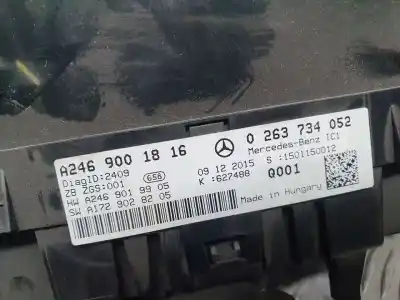 A246 900 18 16
DiagID:2409
658
ZB ZGS:001
HW A246 901 99 05
SW A172 902 82 05
0 263 734 052
Mercedes-Benz IC1
09.12.2015 S :1501150012
K :627488 Q001
Made in Hungary